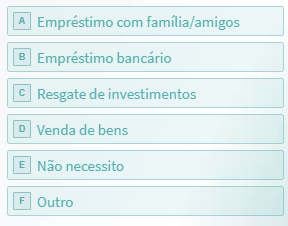 A Empréstimo com família/amigos
B Empréstimo bancário
C Resgate de investimentos
D Venda de bens
E Não necessito
F Outro